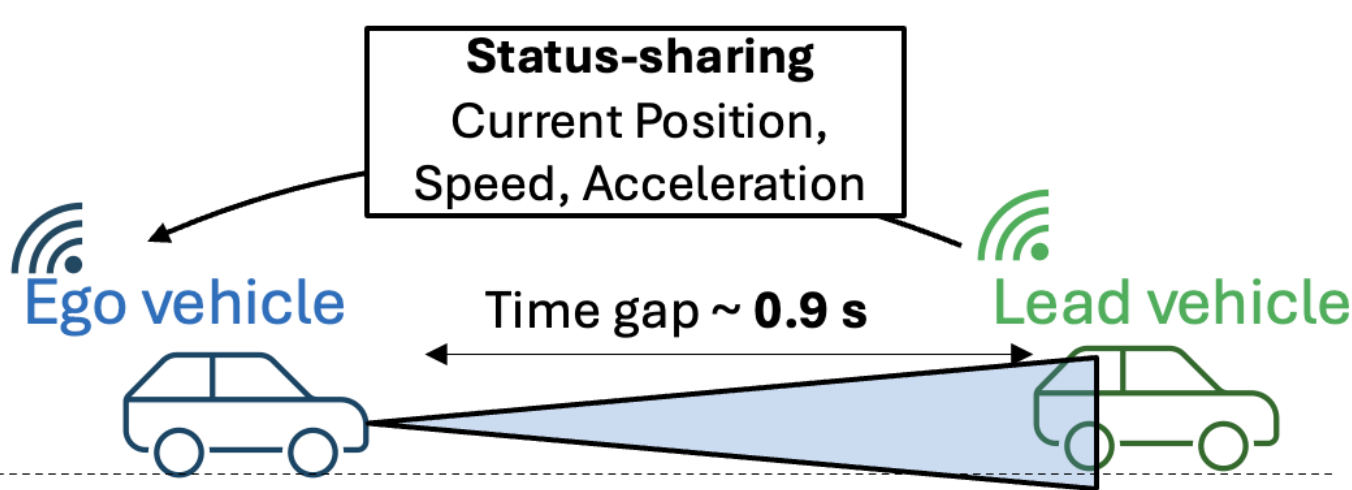 Status-sharing
Current Position,
Speed, Acceleration
Ego vehicle
Time gap ~ 0.9 s
Lead vehicle